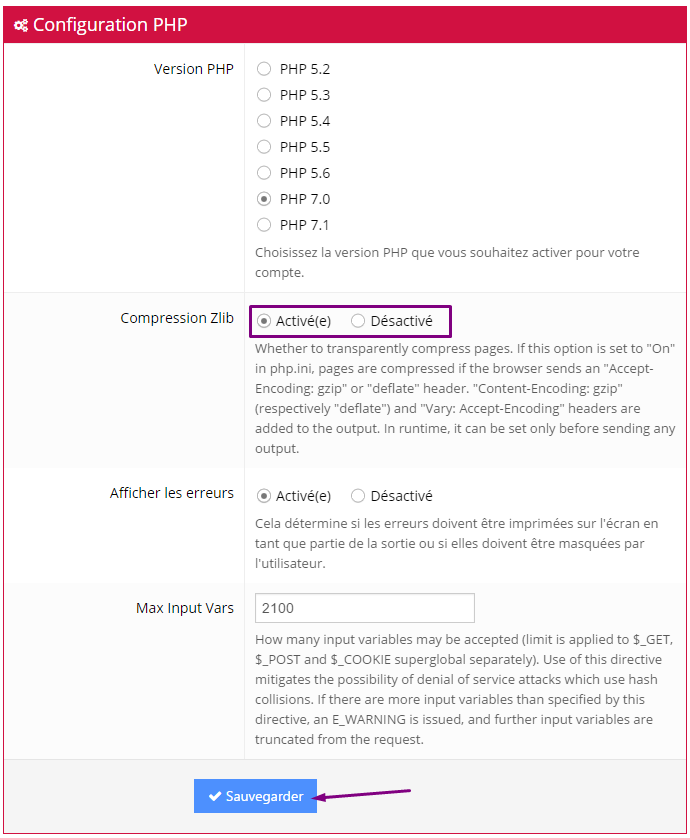 Configuration PHP
Version PHP
PHP 5.2
PHP 5.3
PHP 5.4
PHP 5.5
PHP 5.6
PHP 7.0
PHP 7.1
Choisissez la version PHP que vous souhaitez activer pour votre
compte.
Compression Zlib
Activé(e) Désactivé
Whether to transparently compress pages. If this option is set to "On"
in php.ini, pages are compressed if the browser sends an "Accept-
Encoding: gzip" or "deflate" header. "Content-Encoding: gzip"
(respectively "deflate") and "Vary: Accept-Encoding" headers are
added to the output. In runtime, it can be set only before sending any
output.
Afficher les erreurs
Activé(e) Désactivé
Cela détermine si les erreurs doivent être imprimées sur l'écran en
tant que partie de la sortie ou si elles doivent être masquées par
l'utilisateur.
Max Input Vars
2100
How many input variables may be accepted (limit is applied to $_GET,
$_POST and $_COOKIE superglobal separately). Use of this directive
mitigates the possibility of denial of service attacks which use hash
collisions. If there are more input variables than specified by this
directive, an E_WARNING is issued, and further input variables are
truncated from the request.
Sauvegarder